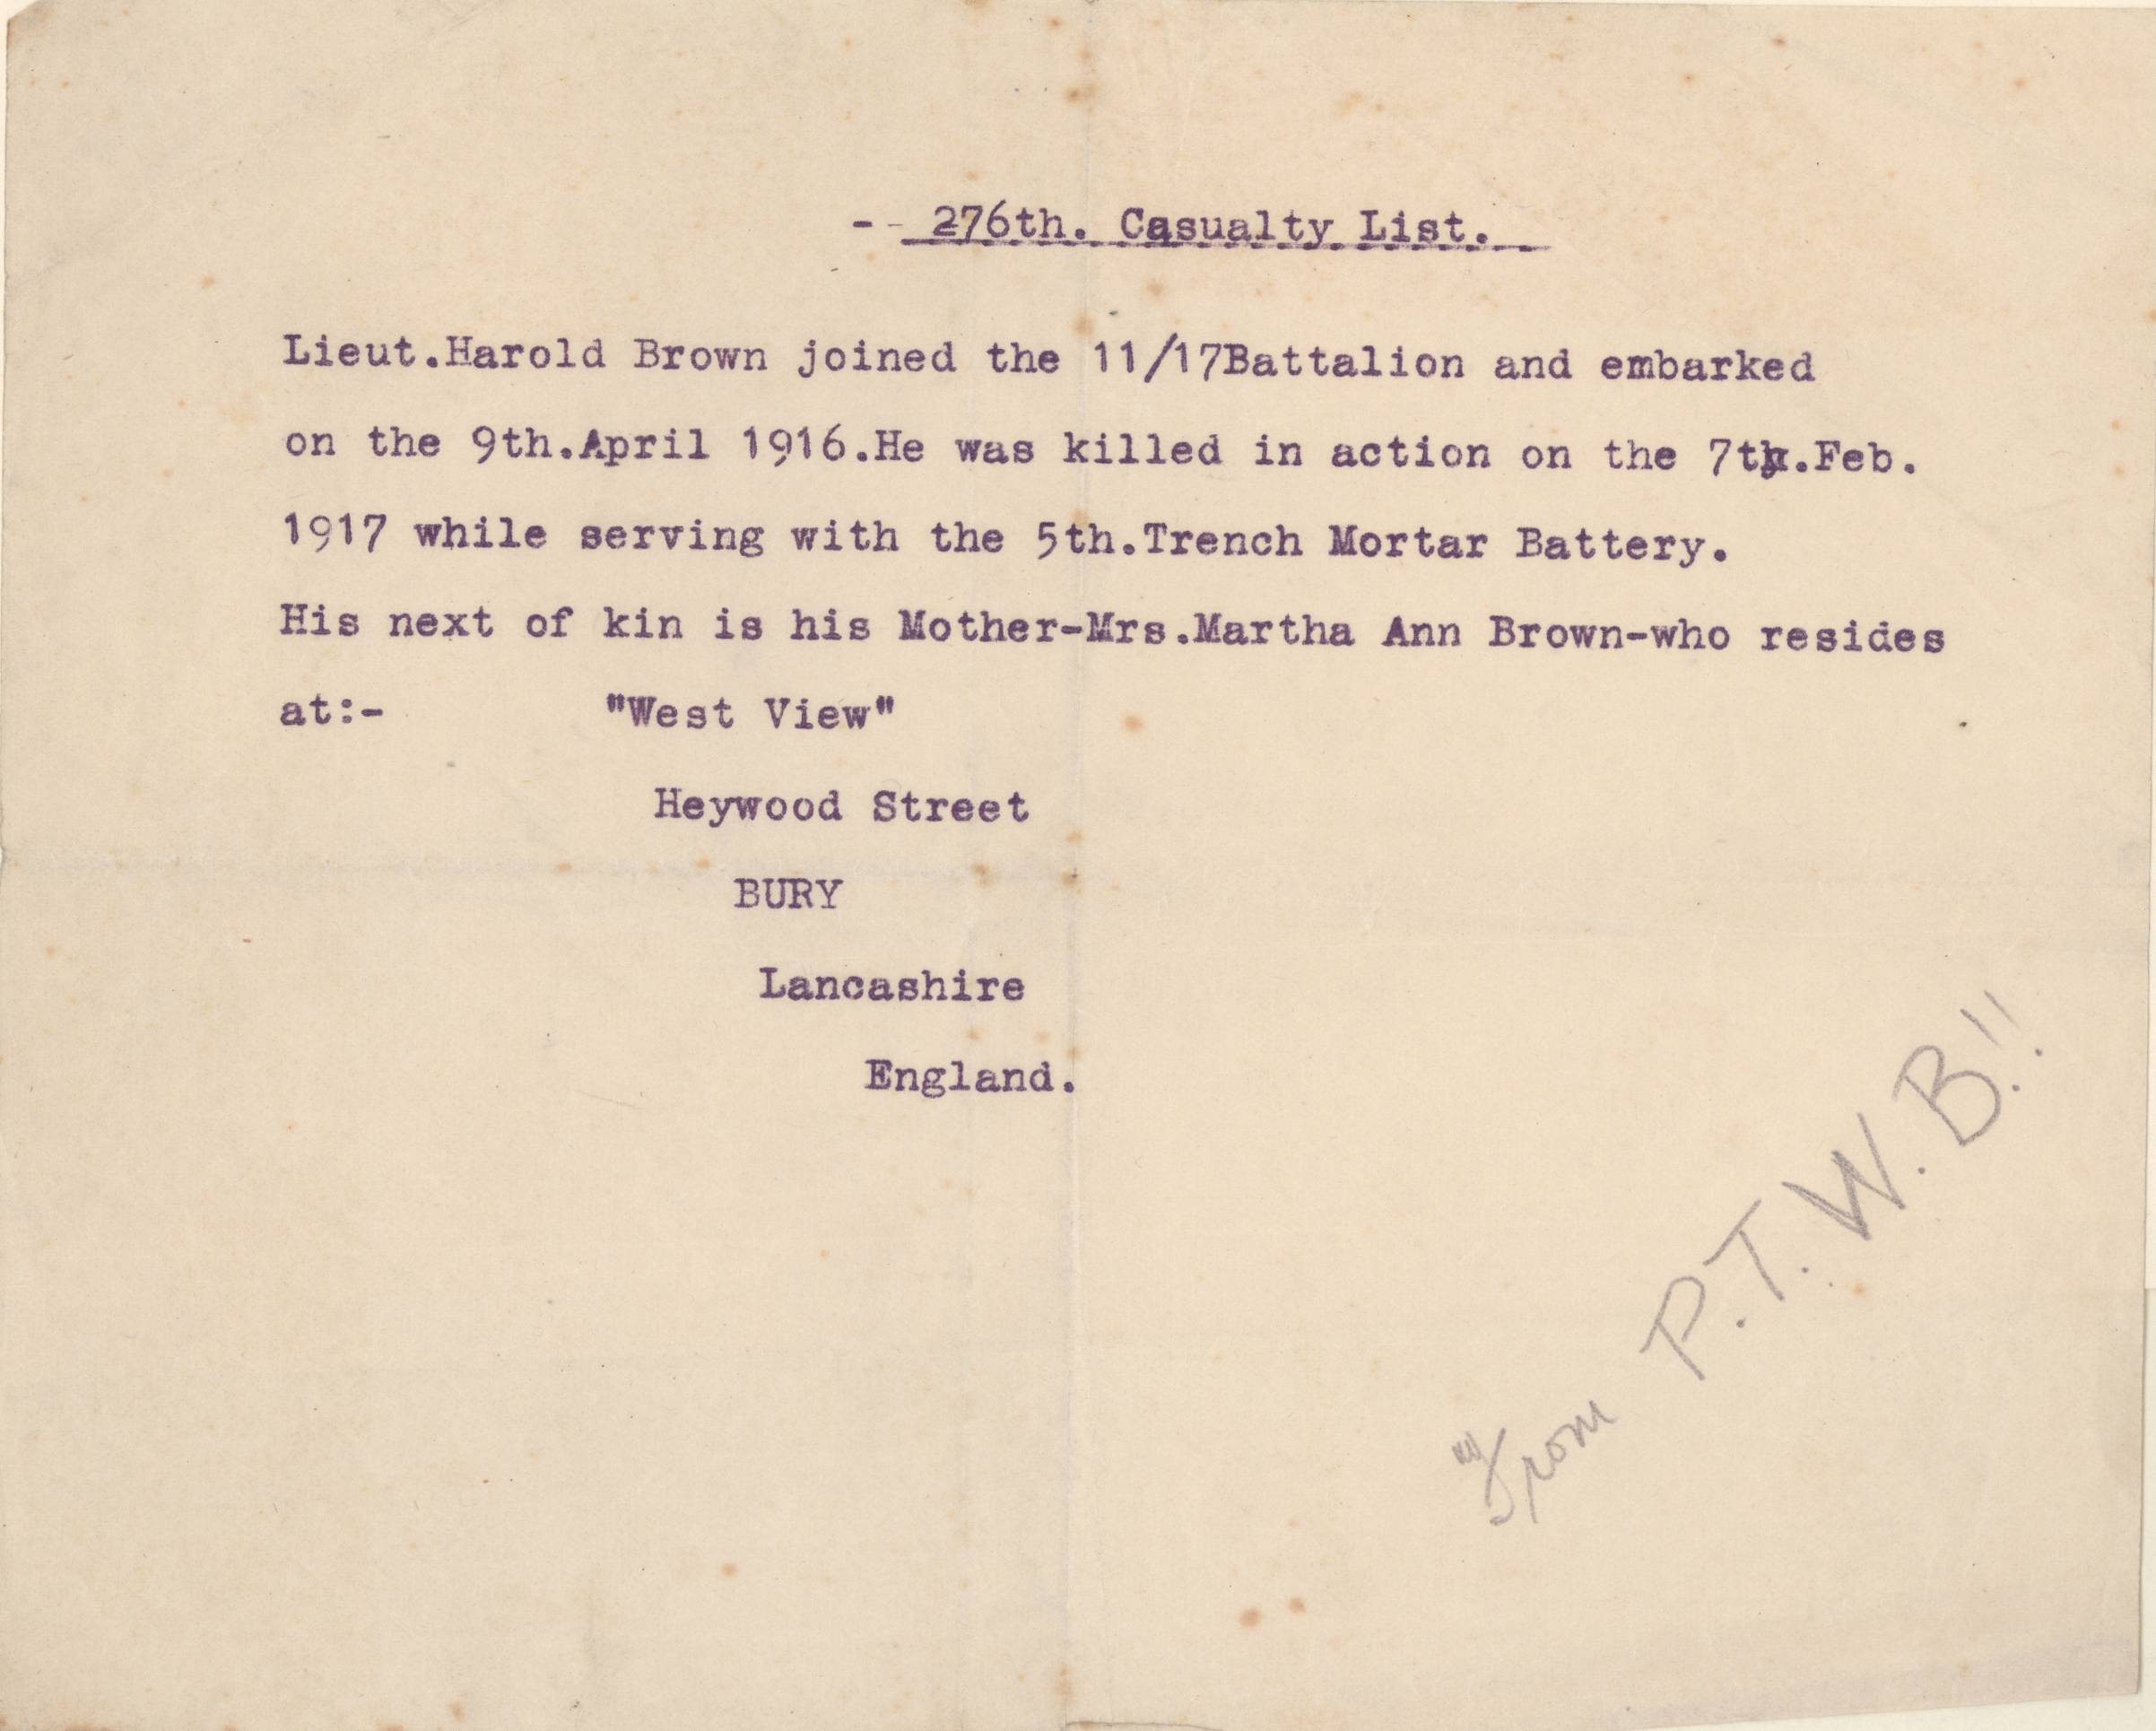 -- 276th. Casualty List.
Lieut.Harold Brown joined the 11/17Battalion and embarked
on the 9th.April 1916.He was killed in action on the 7th.Feb.
1917 while serving with the 5th.Trench Mortar Battery.
His next of kin is his Mother-Mrs.Martha Ann Brown-who resides
at:- "West View"
Heywood Street
BURY
Lancashire
England.
From P.T.W.B!!